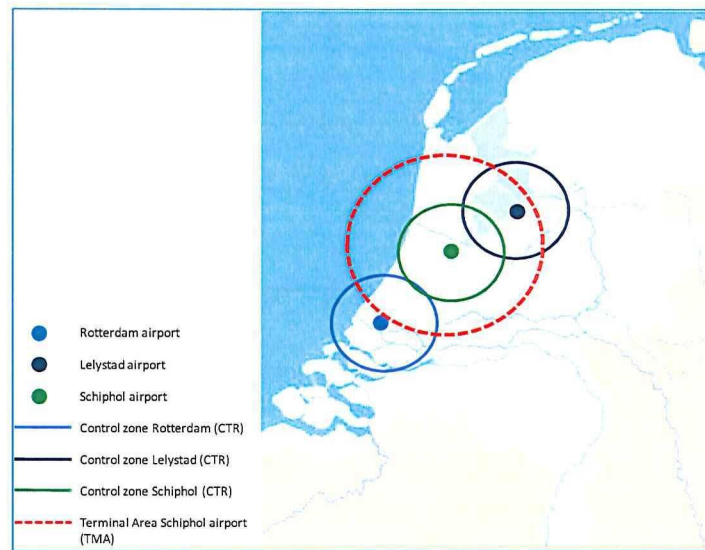 Rotterdam airport
Lelystad airport
Schiphol airport
Control zone Rotterdam (CTR)
Control zone Lelystad (CTR)
Control zone Schiphol (CTR)
Terminal Area Schiphol airport
(TMA)